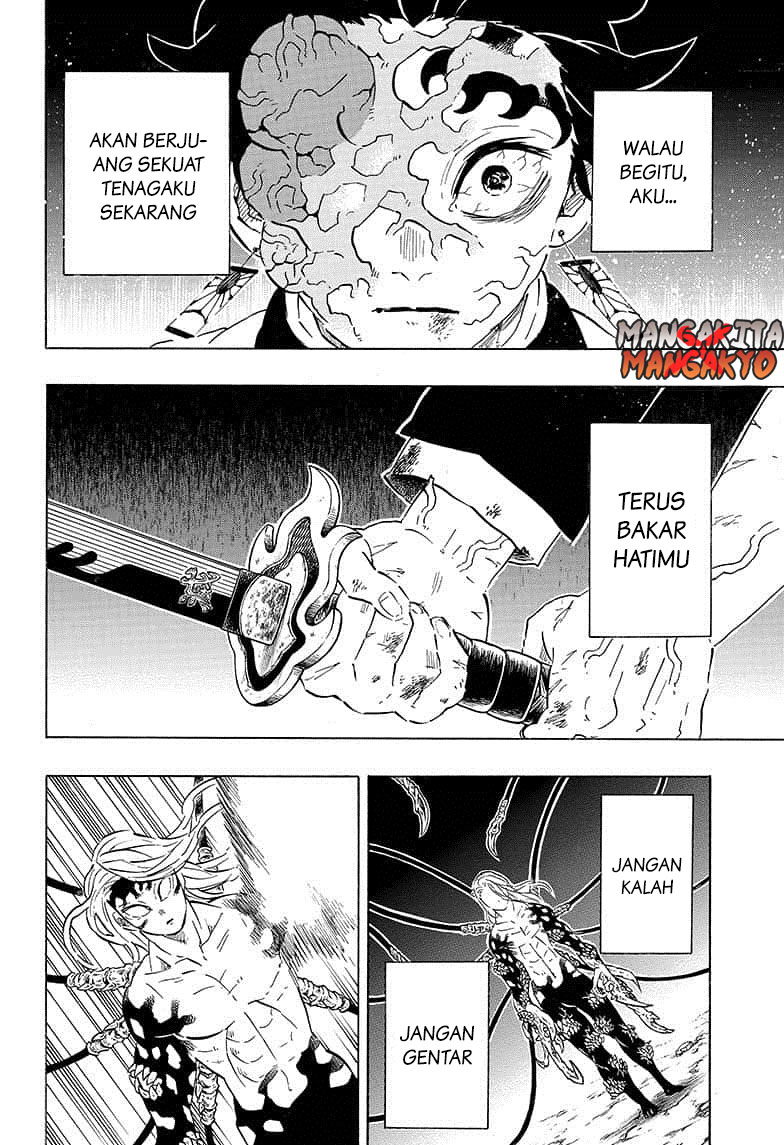 WALAU
BEGITU,
AKU...
AKAN BERJU-
ANG SEKUAT
TENAGAKU
SEKARANG
MANGAKITA
MANGAKYO
TERUS
BAKAR
HATIMU
JANGAN
KALAH
JANGAN
GENTAR